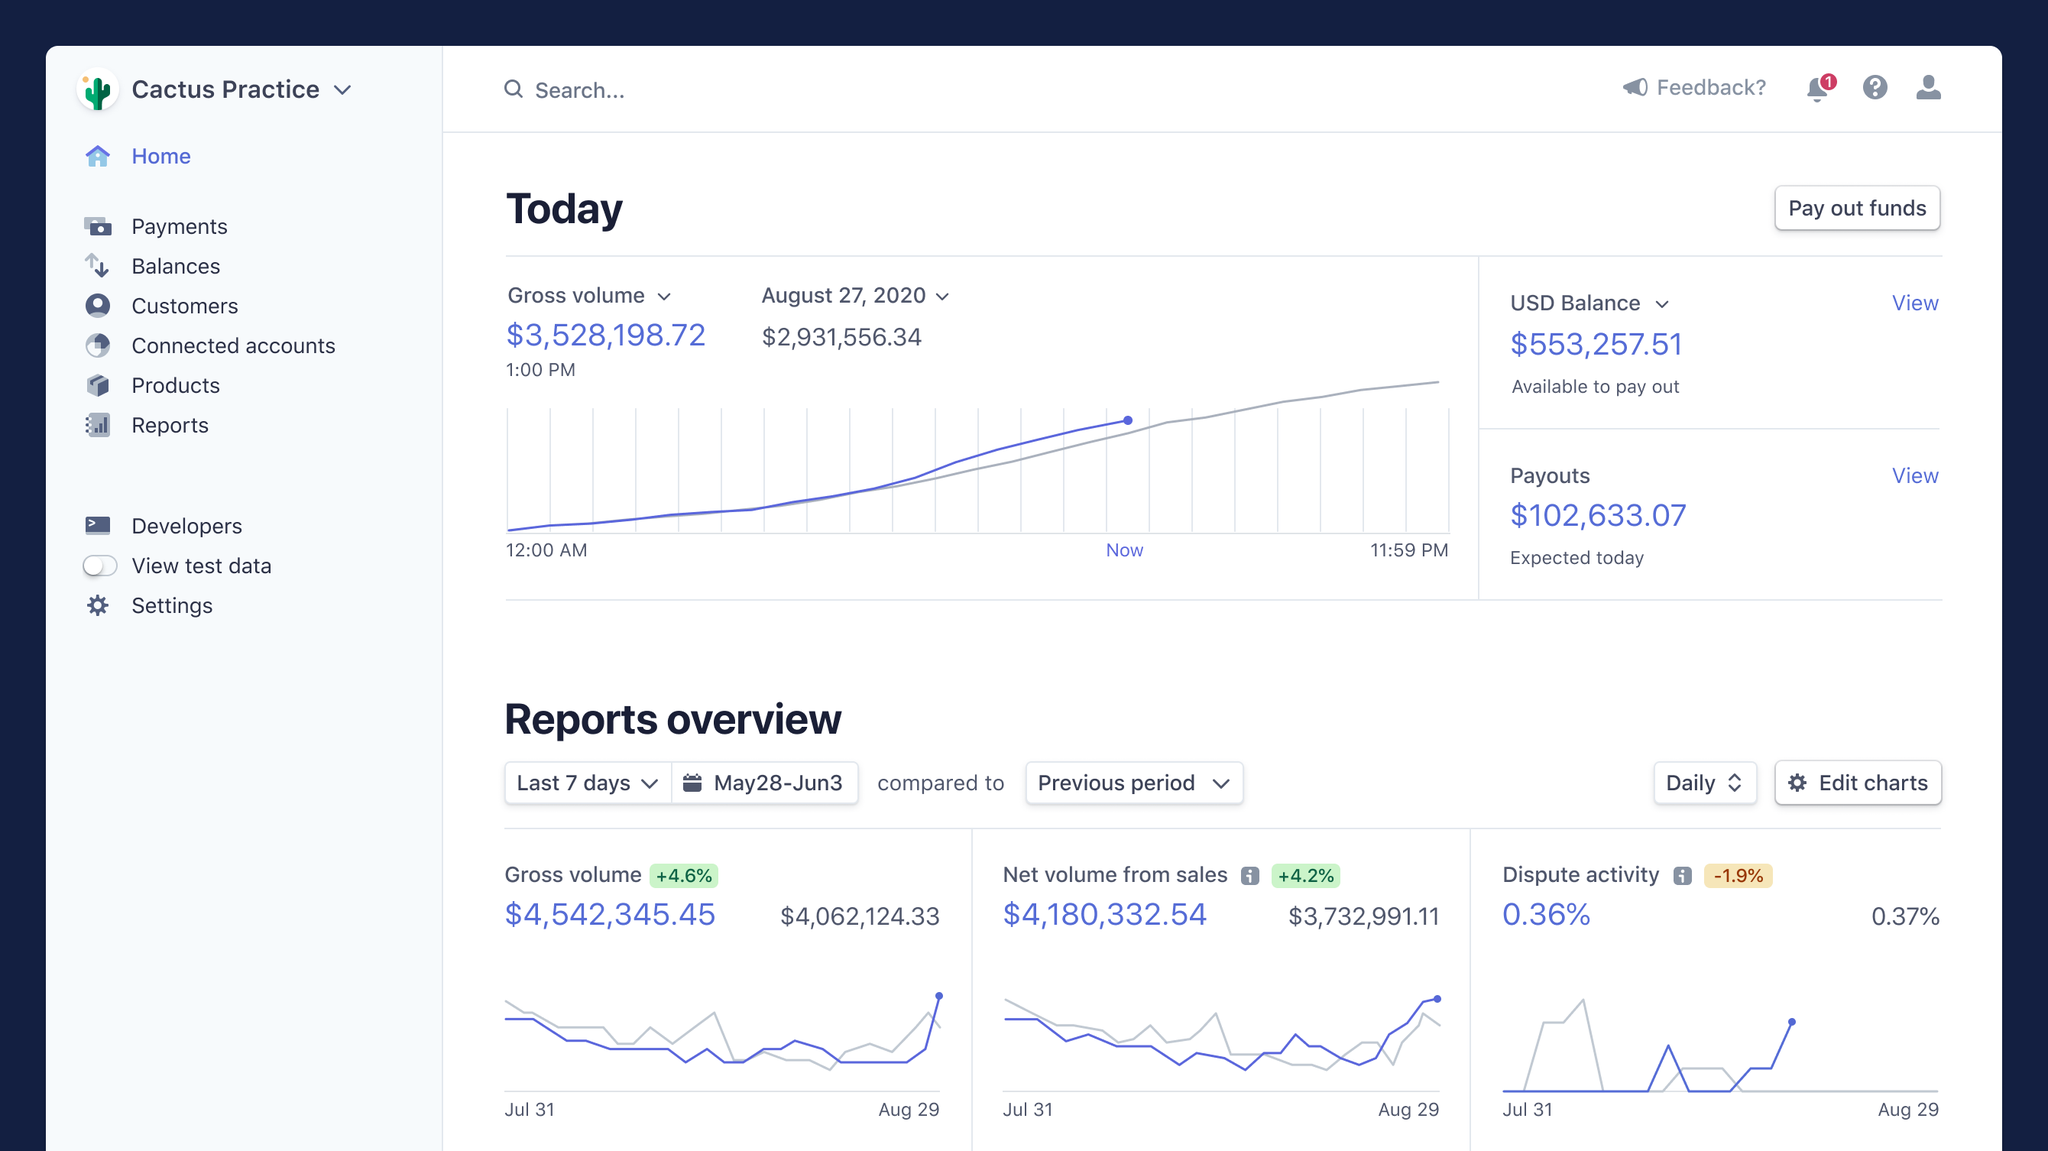 Cactus Practice
Search...
Feedback?
1
Home
Payments
Balances
Customers
Connected accounts
Products
Reports
Developers
View test data
Settings
Today
Pay out funds
Gross volume
August 27, 2020
$3,528,198.72
$2,931,556.34
1:00 PM
12:00 AM
Now
11:59 PM
USD Balance
View
$553,257.51
Available to pay out
Payouts
View
$102,633.07
Expected today
Reports overview
Last 7 days
May28-Jun3
compared to
Previous period
Daily
Edit charts
Gross volume
+4.6%
$4,542,345.45
$4,062,124.33
Jul 31
Aug 29
Net volume from sales
+4.2%
$4,180,332.54
$3,732,991.11
Jul 31
Aug 29
Dispute activity
-1.9%
0.36%
0.37%
Jul 31
Aug 29